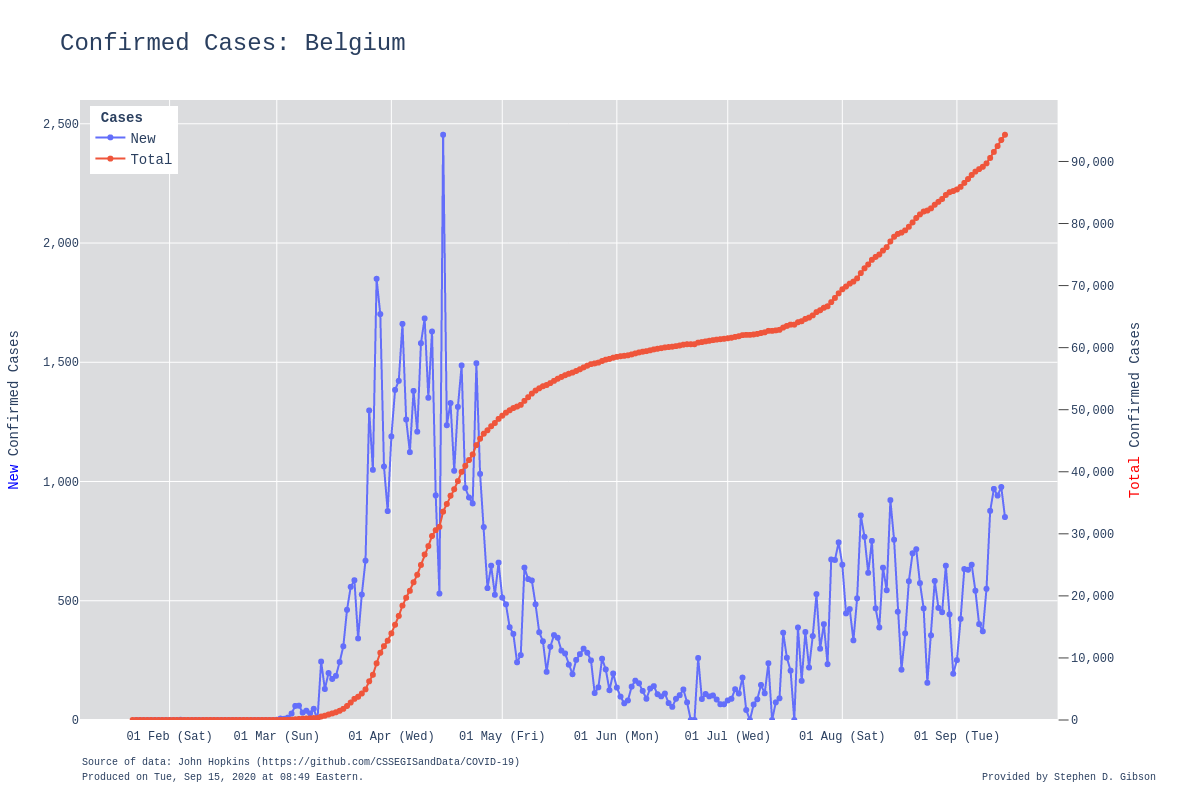 Confirmed Cases: Belgium
Cases
New
Total
2,500
2,000
1,500
1,000
500
0
90,000
80,000
70,000
60,000
50,000
40,000
30,000
20,000
10,000
0
New Confirmed Cases
Total Confirmed Cases
01 Feb (Sat) 01 Mar (Sun) 01 Apr (Wed) 01 May (Fri) 01 Jun (Mon) 01 Jul (Wed) 01 Aug (Sat) 01 Sep (Tue)
Source of data: John Hopkins (https://github.com/CSSEGISandData/COVID-19)
Produced on Tue, Sep 15, 2020 at 08:49 Eastern.
Provided by Stephen D. Gibson